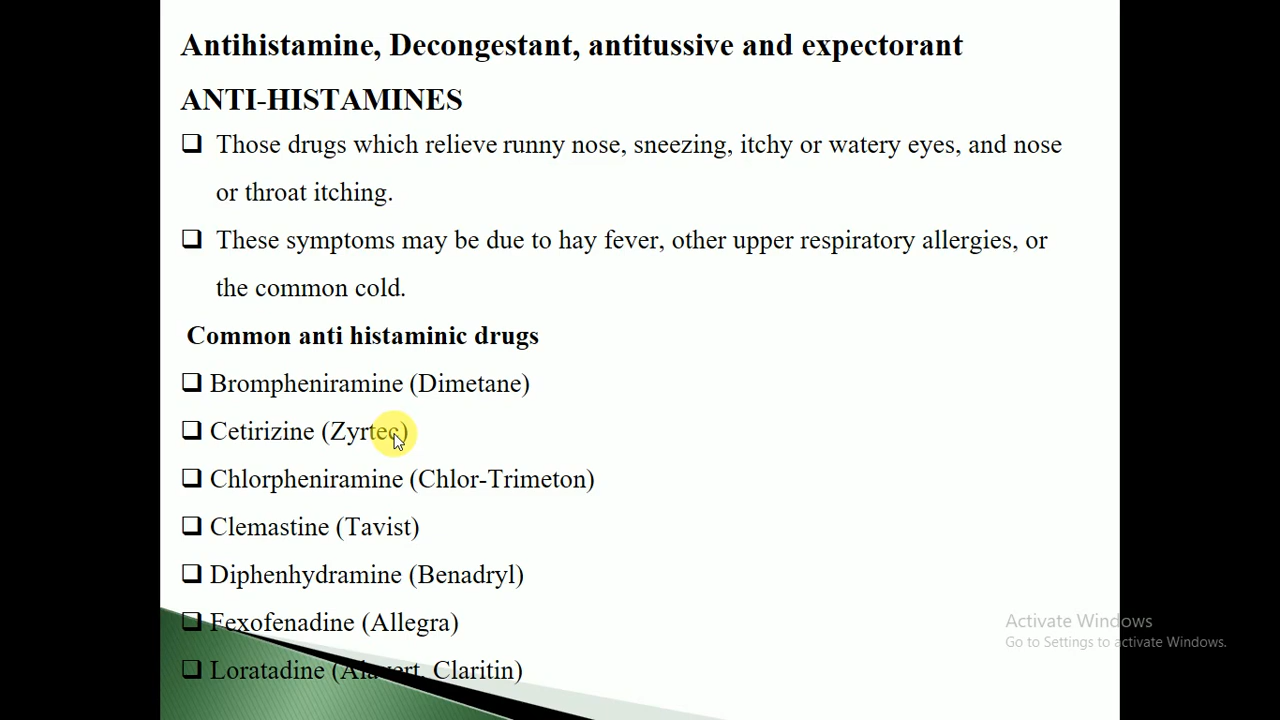 Antihistamine, Decongestant, antitussive and expectorant
ANTI-HISTAMINES
❑ Those drugs which relieve runny nose, sneezing, itchy or watery eyes, and nose
or throat itching.
❑ These symptoms may be due to hay fever, other upper respiratory allergies, or
the common cold.
Common anti histaminic drugs
❑ Brompheniramine (Dimetane)
❑ Cetirizine (Zyrtec)
❑ Chlorpheniramine (Chlor-Trimeton)
❑ Clemastine (Tavist)
❑ Diphenhydramine (Benadryl)
❑ Fexofenadine (Allegra)
❑ Loratadine (Alavert, Claritin)
Activate Windows
Go to Settings to activate Windows.